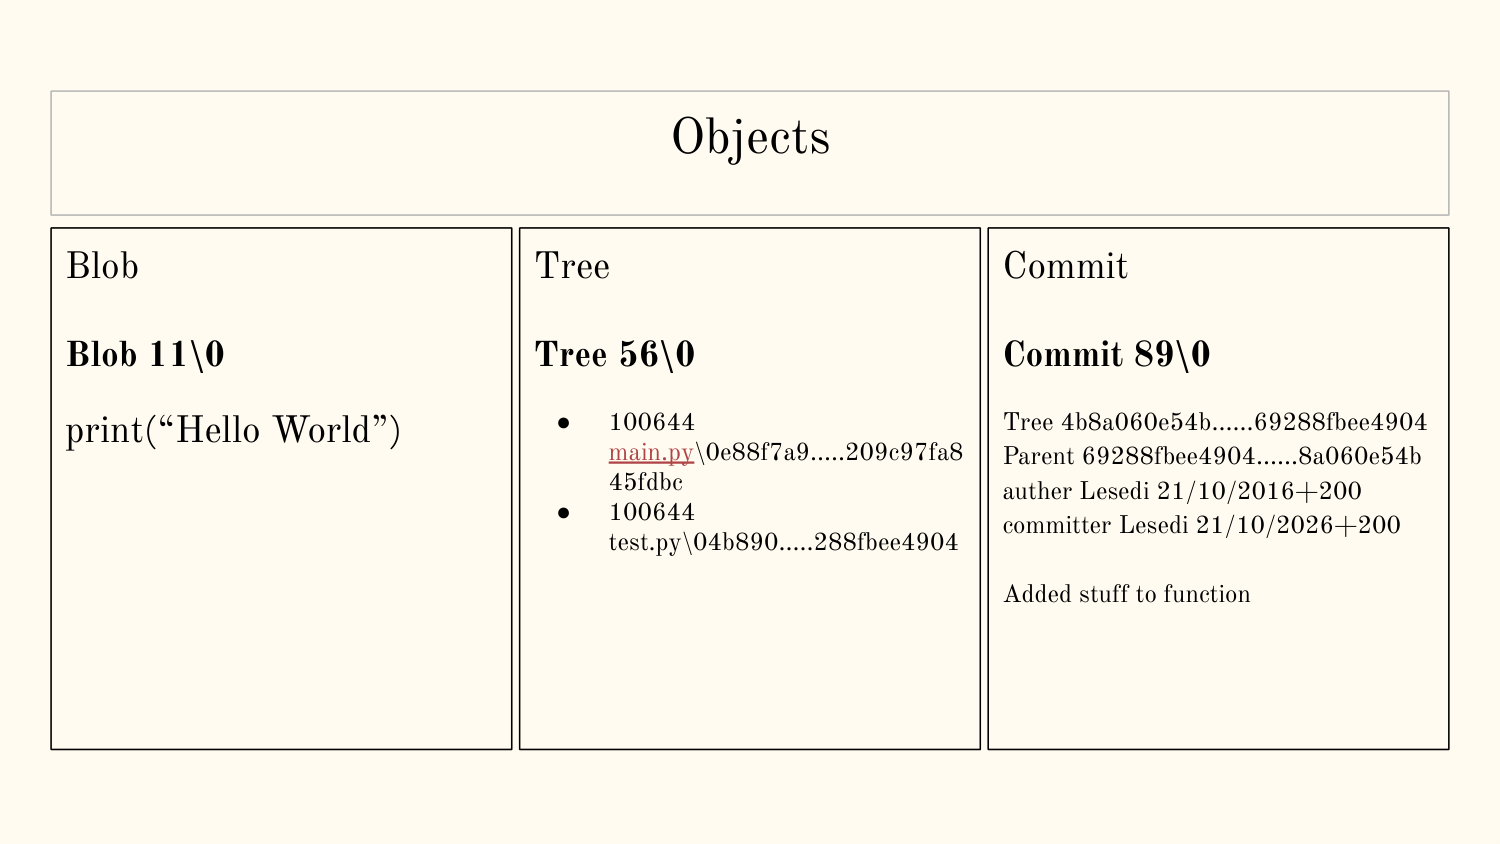 Objects
Blob
Blob 11\0
print(“Hello World”)
Tree
Tree 56\0
● 100644
main.py\0e88f7a9.....209c97fa8
45fdbc
● 100644
test.py\04b890.....288fbee4904
Commit
Commit 89\0
Tree 4b8a060e54b......69288fbee4904
Parent 69288fbee4904......8a060e54b
auther Lesedi 21/10/2016+200
committer Lesedi 21/10/2026+200
Added stuff to function